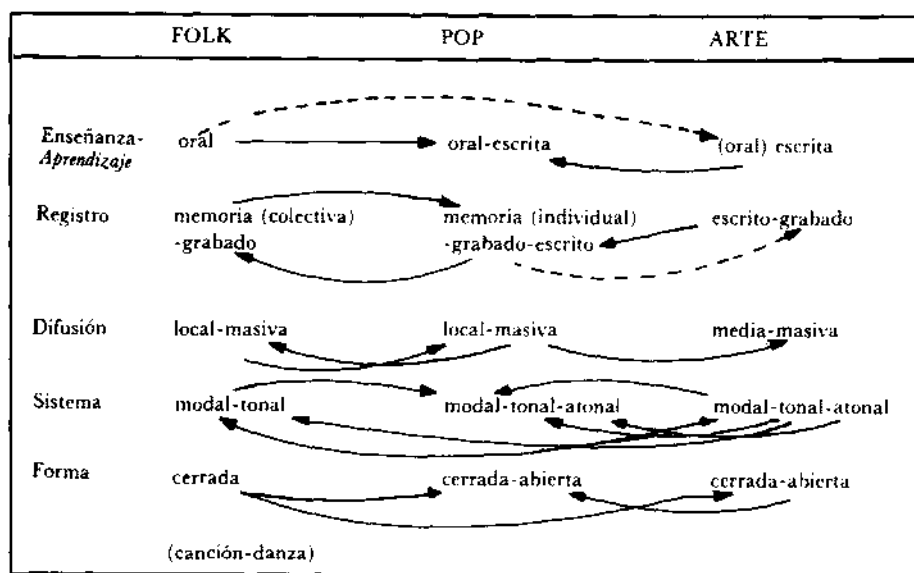 FOLK POP ARTE
Enseñanza- oral oral-escrita (oral) escrita
Aprendizaje
Registro memoria (colectiva) memoria (individual) escrito-grabado
-grabado -grabado-escrito
Difusión local-masiva local-masiva media-masiva
Sistema modal-tonal modal-tonal-atonal modal-tonal-atonal
Forma cerrada cerrada-abierta cerrada-abierta
(canción-danza)